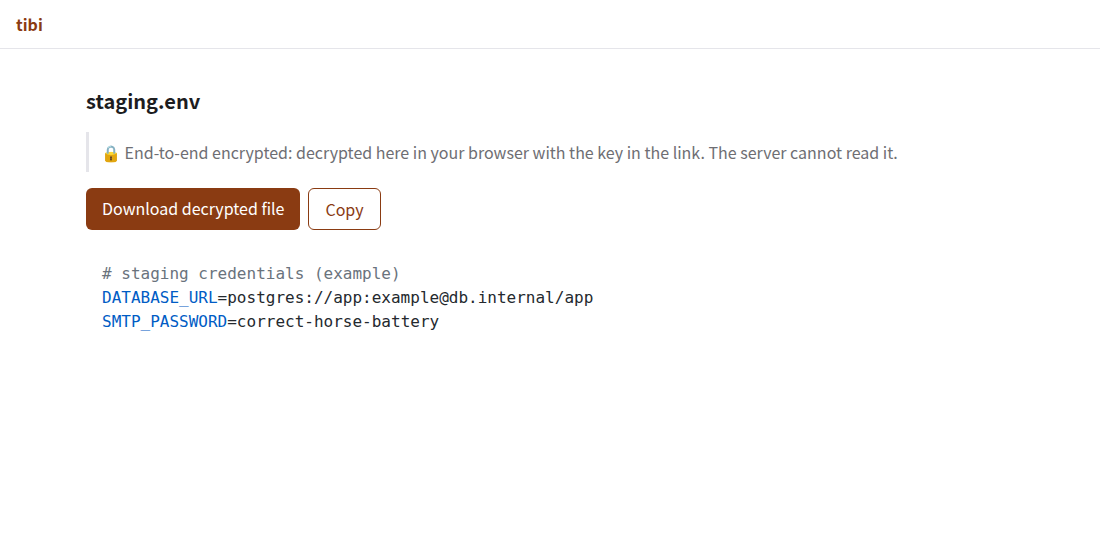 tibi
staging.env
🔒 End-to-end encrypted: decrypted here in your browser with the key in the link. The server cannot read it.
Download decrypted file
Copy
# staging credentials (example)
DATABASE_URL=postgres://app:example@db.internal/app
SMTP_PASSWORD=correct-horse-battery